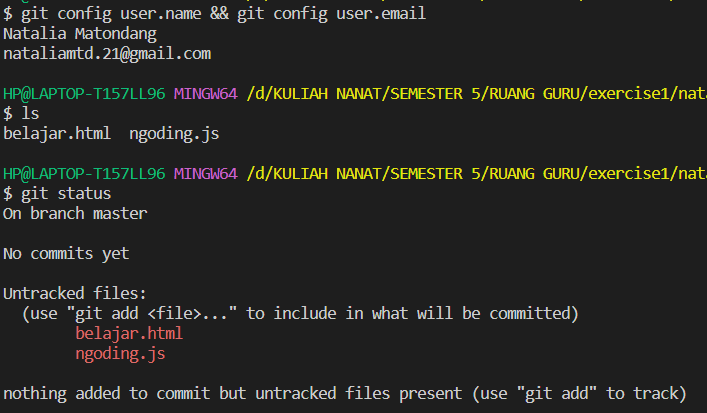 $ git config user.name && git config user.email
Natalia Matondang
nataliamtd.21@gmail.com
HP@LAPTOP-T157LL96 MINGW64 /d/KULIAH NANAT/SEMESTER 5/RUANG GURU/exercise1/nata
$ ls
belajar.html  ngoding.js
HP@LAPTOP-T157LL96 MINGW64 /d/KULIAH NANAT/SEMESTER 5/RUANG GURU/exercise1/nata
$ git status
On branch master
No commits yet
Untracked files:
  (use "git add <file>..." to include in what will be committed)
        belajar.html
        ngoding.js
nothing added to commit but untracked files present (use "git add" to track)